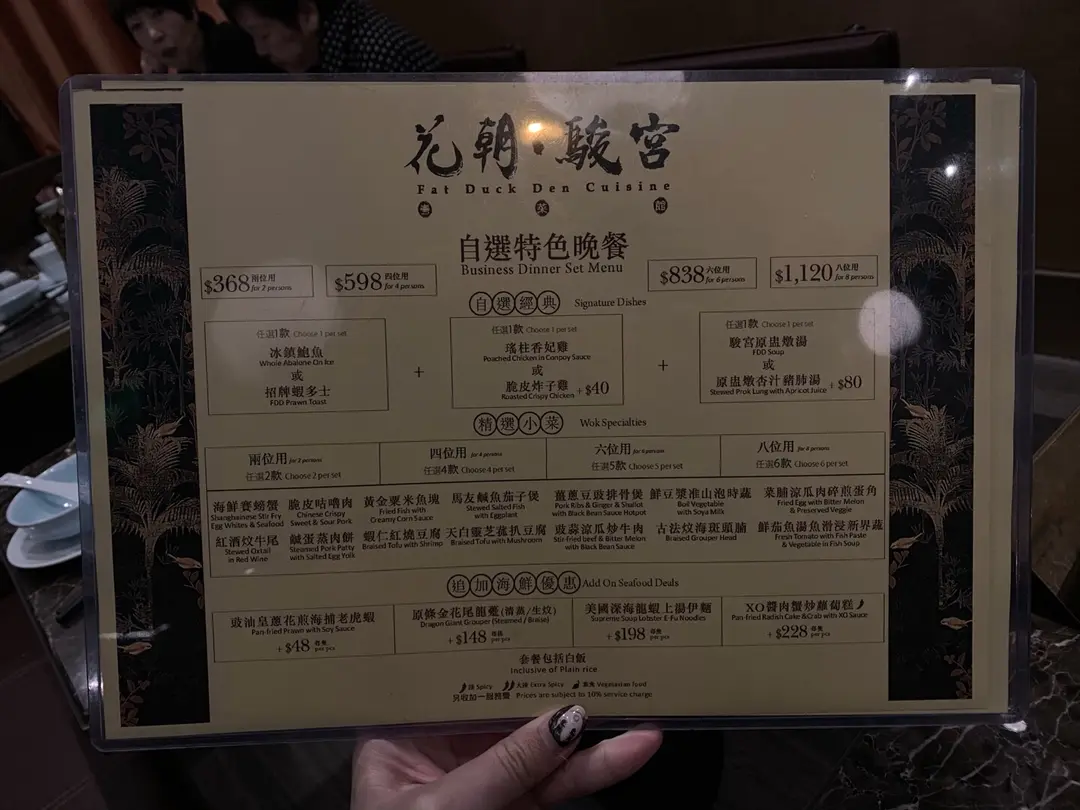 花朝·駿宮
Fat Duck Den Cuisine
粵 菜 館
自選特色晚餐
Business Dinner Set Menu
$368 兩位用 for 2 persons
$598 四位用 for 4 persons
$838 六位用 for 6 persons
$1,120 八位用 for 8 persons
自選經典 Signature Dishes
任選1款 Choose 1 per set
冰鎮鮑魚
Whole Abalone On Ice
或
招牌蝦多士
FDD Prawn Toast
+
任選1款 Choose 1 per set
瑤柱香妃雞
Poached Chicken in Conpoy Sauce
或
脆皮炸子雞 + $40
Roasted Crispy Chicken
+
任選1款 Choose 1 per set
駿宮原盅燉湯
FDD Soup
或
原盅燉杏汁豬肺湯 + $80
Stewed Prok Lung with Apricot Juice
精選小菜 Wok Specialties
兩位用 for 2 persons
任選2款 Choose 2 per set
四位用 for 4 persons
任選4款 Choose 4 per set
六位用 for 6 persons
任選5款 Choose 5 per set
八位用
任選6款 Choose 6 per set
海鮮賽螃蟹
Shanghainese Stir Fry
Egg Whites & Seafood
脆皮咕嚕肉
Chinese Crispy
Sweet & Sour Pork
黃金粟米魚塊
Fried Fish with
Creamy Corn Sauce
馬友鹹魚茄子煲
Stewed Salted Fish
with Eggplant
薑蔥豆豉排骨煲
Pork Ribs & Ginger & Shallot
with Black Bean Sauce Hotpot
鮮豆漿淮山泡時蔬
Boil Vegetable
with Soya Milk
菜脯涼瓜肉碎煎蛋角
Fried Egg with Bitter Melon
& Preserved Veggie
紅酒炆牛尾
Stewed Oxtail
in Red Wine
鹹蛋蒸肉餅
Steamed Pork Patty
with Salted Egg Yolk
蝦仁紅燒豆腐
Braised Tofu with Shrimp
天白靈芝菇扒豆腐
Braised Tofu with Mushroom
豉蒜涼瓜炒牛肉
Stir-fried beef & Bitter Melon
with Black Bean Sauce
古法炆海斑頭腩
Braised Grouper Head
鮮茄魚湯魚滑浸新界蔬
Fresh Tomato with Fish Paste
& Vegetable in Fish Soup
追加海鮮優惠 Add On Seafood Deals
豉油皇蔥花煎海捕老虎蝦
Pan-fried Prawn with Soy Sauce
+ $48 每隻 per pcs
原條金花尾龍躉(清蒸/生炆)
Dragon Giant Grouper (Steamed / Braise)
+ $148 per pcs
美國深海龍蝦上湯伊麵
Supreme Soup Lobster E-Fu Noodles
+ $198 每隻 per pcs
XO醬肉蟹炒蘿蔔糕
Pan-fried Radish Cake & Crab with XO Sauce
+ $228 每隻 per pcs
套餐包括白飯
Inclusive of Plain rice
辣 Spicy 大辣 Extra Spicy 素食 Vegetarian food
只收加一服務費 Prices are subject to 10% service charge